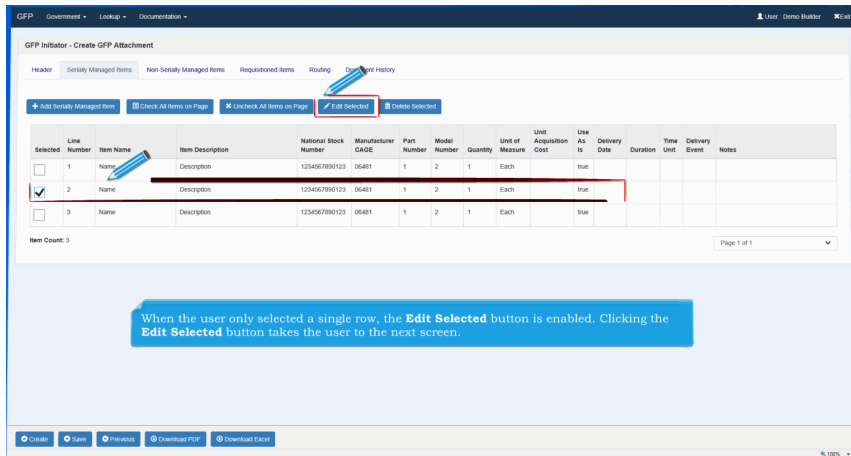 GFP Government Lookup Documentation User : Demo Builder Exit
GFP Initiator - Create GFP Attachment
Header Serially Managed Items Non-Serially Managed Items Requisitioned Items Routing Document History
Add Serially Managed Item Check All Items on Page Uncheck All Items on Page Edit Selected Delete Selected
Selected Line Number Item Name Item Description National Stock Number Manufacturer CAGE Part Number Model Number Quantity Unit of Measure Unit Acquisition Cost Use As Is Delivery Date Duration Time Unit Delivery Event Notes
1 Name Description 1234567890123 06481 1 2 1 Each true
2 Name Description 1234567890123 06481 1 2 1 Each true
3 Name Description 1234567890123 06481 1 2 1 Each true
Item Count: 3 Page 1 of 1
When the user only selected a single row, the Edit Selected button is enabled. Clicking the
Edit Selected button takes the user to the next screen.
Create Save Previous Download PDF Download Excel
100%